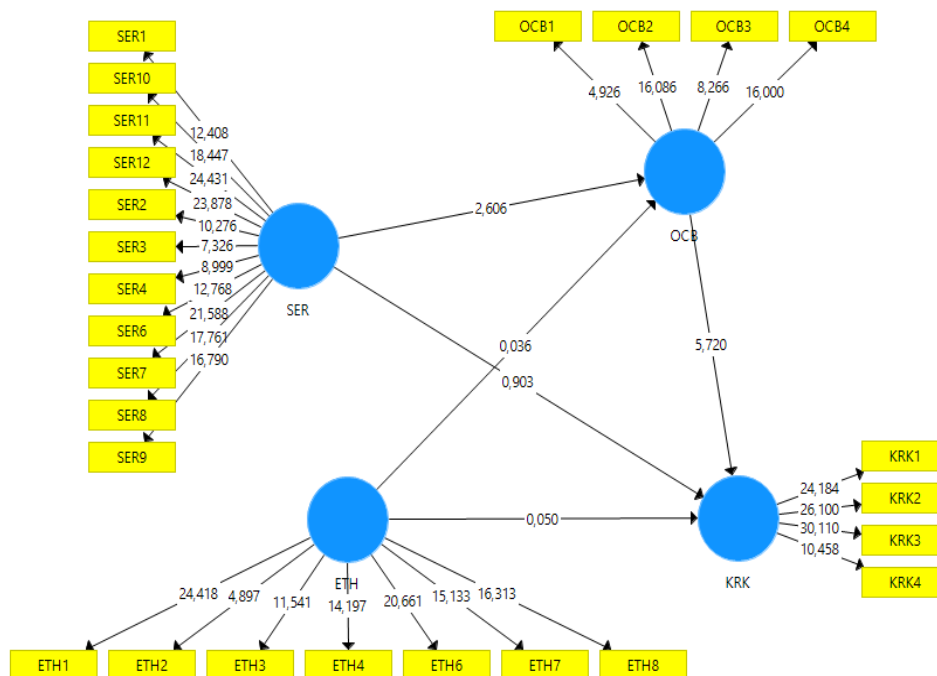 SER1
SER10
SER11
SER12
SER2
SER3
SER4
SER6
SER7
SER8
SER9
12,408
18,447
24,431
23,878
10,276
7,326
8,999
12,768
21,588
17,761
16,790
SER
OCB1
OCB2
OCB3
OCB4
4,926
16,086
8,266
16,000
OCB
2,606
0,036
0,903
5,720
0,050
KRK1
KRK2
KRK3
KRK4
24,184
26,100
30,110
10,458
KRK
ETH
24,418
4,897
11,541
14,197
20,661
15,133
16,313
ETH1
ETH2
ETH3
ETH4
ETH6
ETH7
ETH8